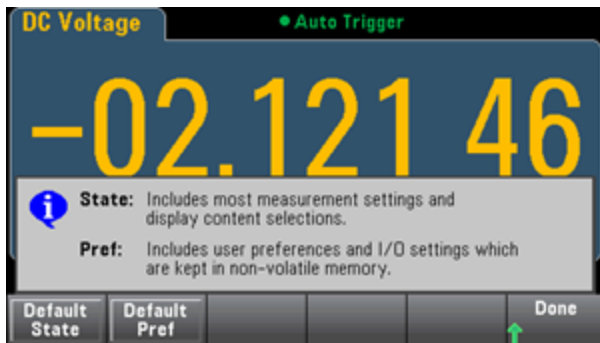 DC Voltage
● Auto Trigger
-02.121 46
State: Includes most measurement settings and
display content selections.
Pref: Includes user preferences and I/O settings which
are kept in non-volatile memory.
Default State
Default Pref
Done